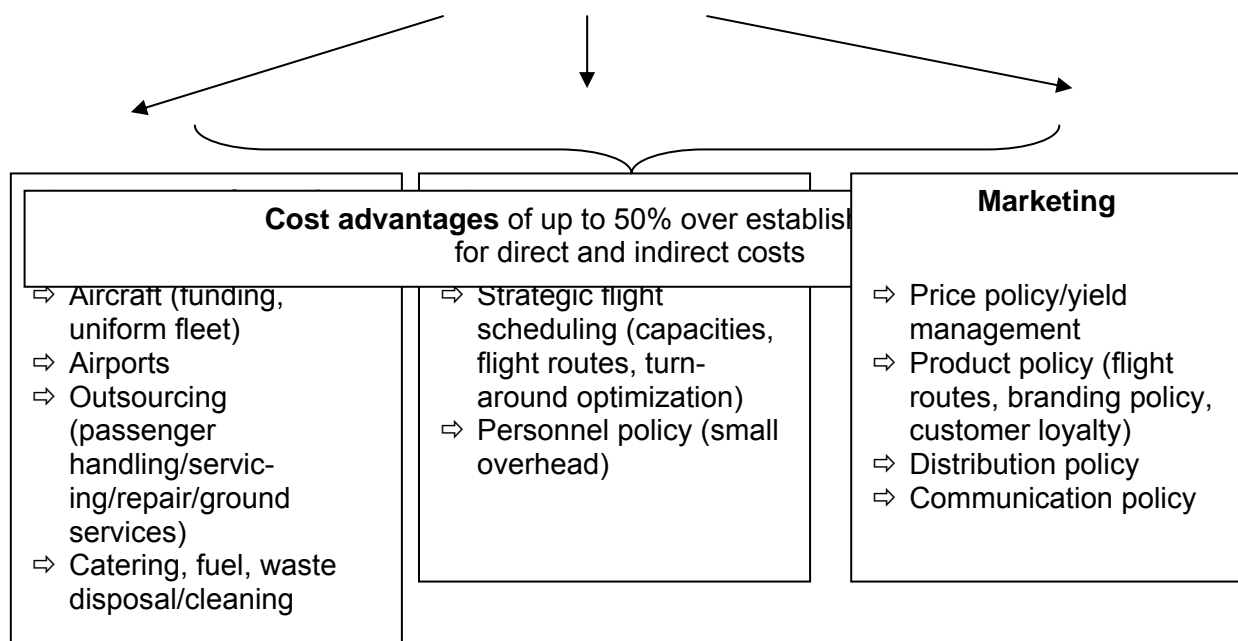 Cost advantages of up to 50% over
for direct and indirect costs
⇨ Aircraft (funding,
uniform fleet)
⇨ Airports
⇨ Outsourcing
(passenger
handling/servic-
ing/repair/ground
services)
⇨ Catering, fuel, waste
disposal/cleaning
⇨ Strategic flight
scheduling (capacities,
flight routes, turn-
around optimization)
⇨ Personnel policy (small
overhead)
Marketing
⇨ Price policy/yield
management
⇨ Product policy (flight
routes, branding policy,
customer loyalty)
⇨ Distribution policy
⇨ Communication policy